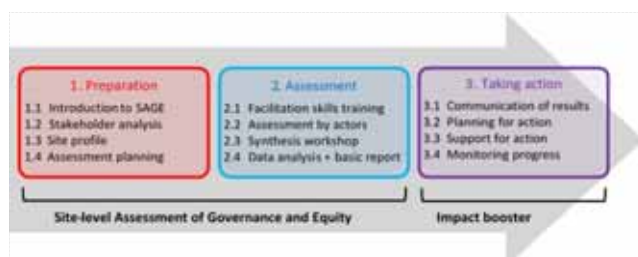 1. Preparation
1.1 Introduction to SAGE
1.2 Stakeholder analysis
1.3 Site profile
1.4 Assessment planning
2. Assessment
2.1 Facilitation skills training
2.2 Assessment by actors
2.3 Synthesis workshop
2.4 Data analysis + basic report
3. Taking action
3.1 Communication of results
3.2 Planning for action
3.3 Support for action
3.4 Monitoring progress
Site-level Assessment of Governance and Equity
Impact booster